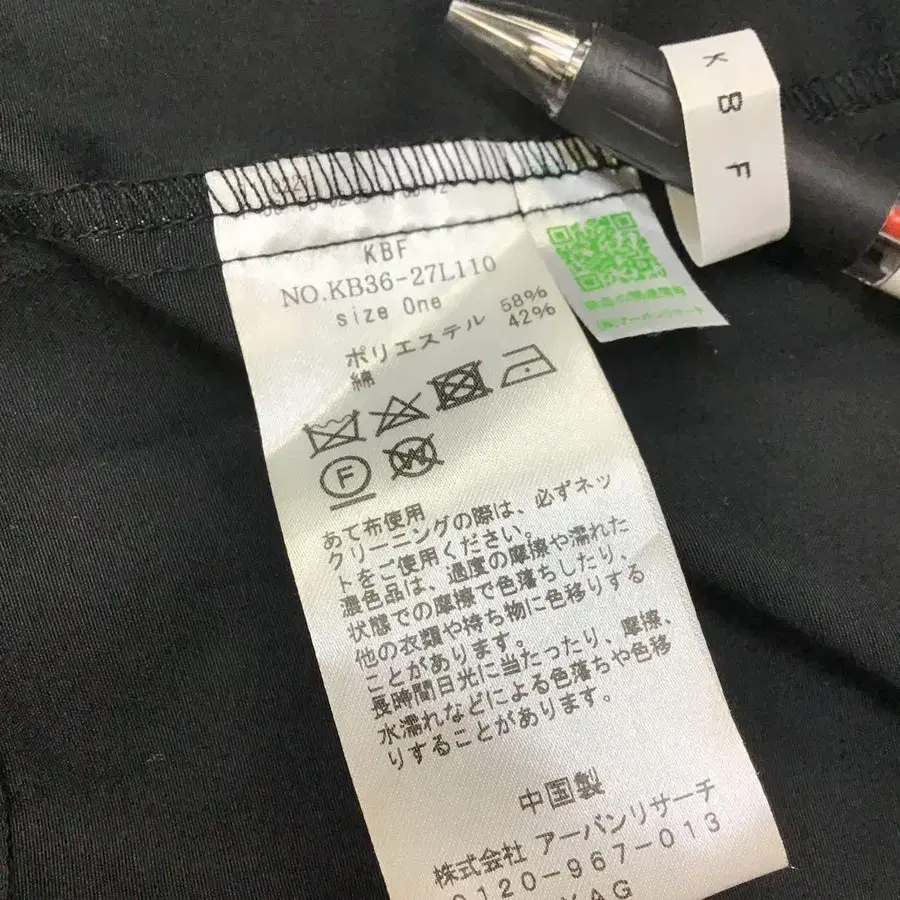 KBF
KBF
NO.KB36-27L110
size One
ポリエステル 58%
綿 42%
F
W
あて布使用
クリーニングの際は、必ずネッ
トをご使用ください。
濃色品は、過度の摩擦や濡れた
状態での摩擦で色落ちしたり、
他の衣類や持ち物に色移りする
ことがあります。
長時間日光に当たったり、摩擦、
水濡れなどによる色落ちや色移
りすることがあります。
中国製
株式会社 アーバンリサーチ
0120-967-013